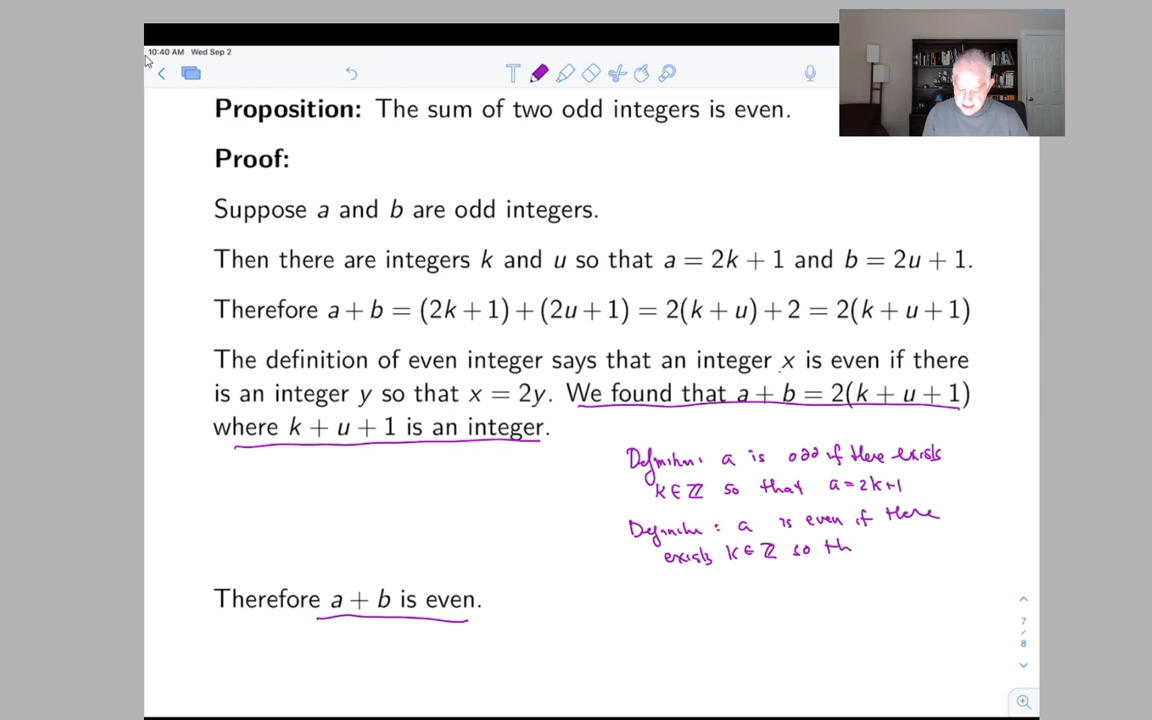 10:40 AM Wed Sep 2
Proposition: The sum of two odd integers is even.
Proof:
Suppose a and b are odd integers.
Then there are integers k and u so that a = 2k + 1 and b = 2u + 1.
Therefore a + b = (2k + 1) + (2u + 1) = 2(k + u) + 2 = 2(k + u + 1)
The definition of even integer says that an integer x is even if there
is an integer y so that x = 2y. We found that a + b = 2(k + u + 1)
where k + u + 1 is an integer.
Definition: a is odd if there exists
k ∈ ℤ so that a = 2k+1
Definition: a is even if there
exists k ∈ ℤ so th
Therefore a + b is even.
7
/
8